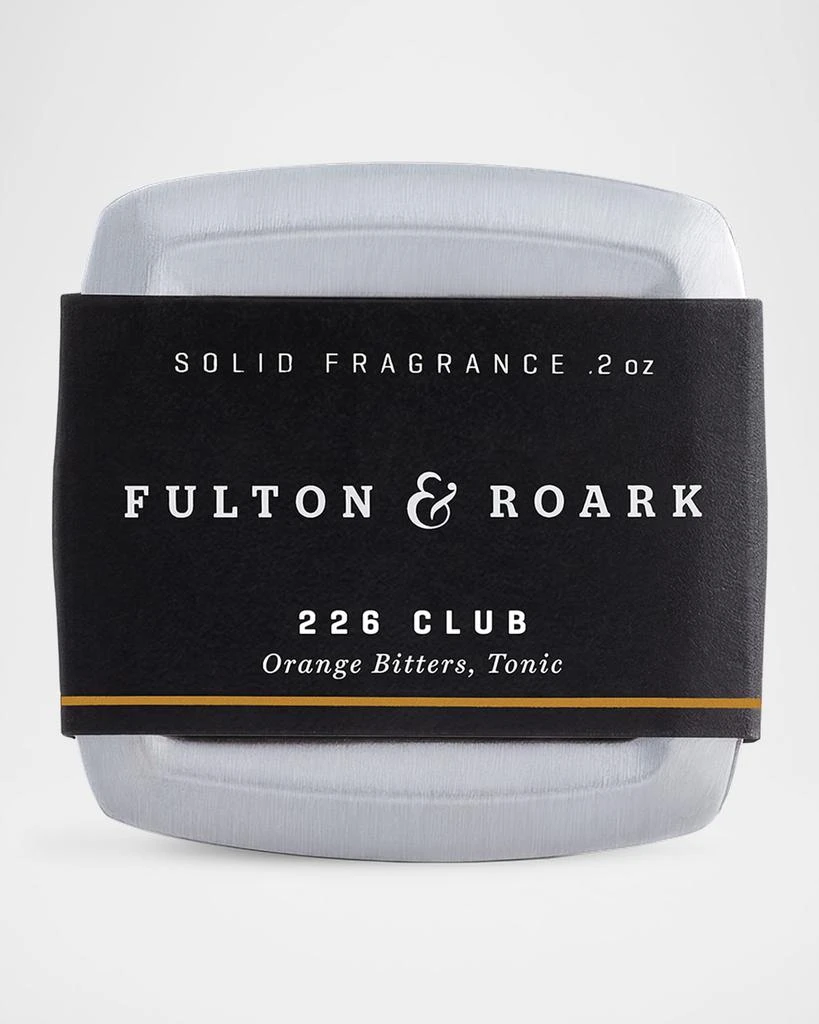 SOLID FRAGRANCE .2 oz
FULTON & ROARK
226 CLUB
Orange Bitters, Tonic